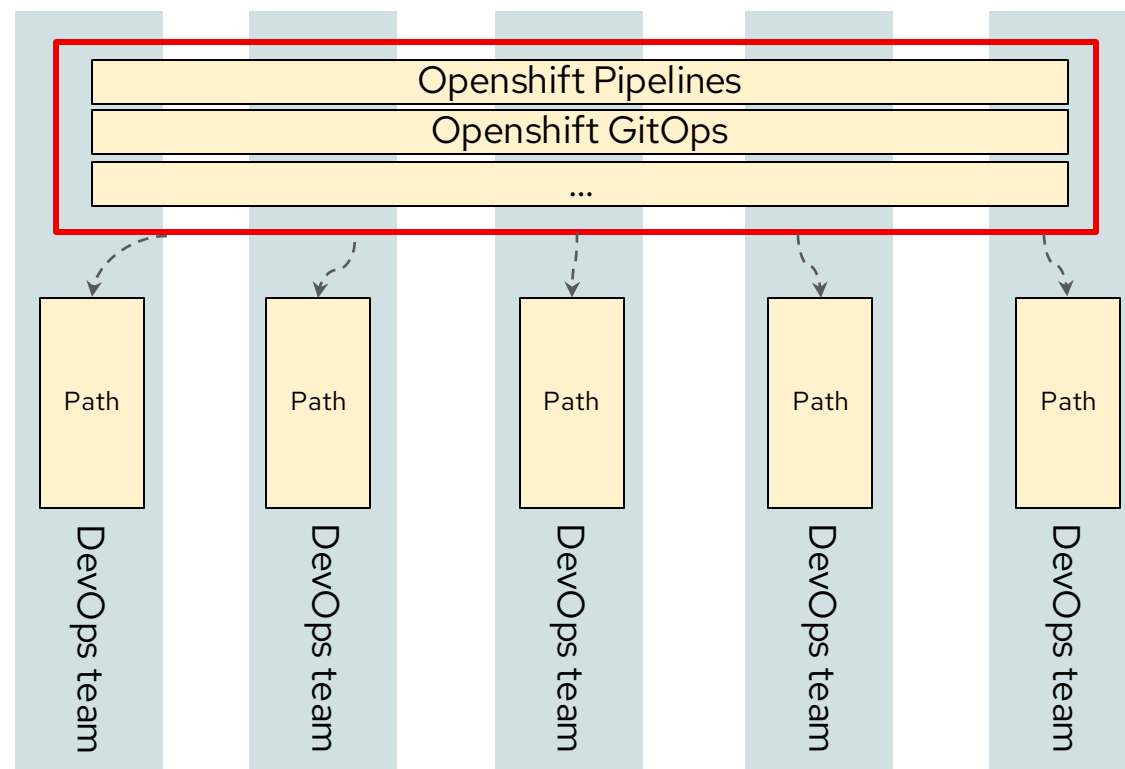 Openshift Pipelines
Openshift GitOps
...
Path
Path
Path
Path
Path
DevOps team
DevOps team
DevOps team
DevOps team
DevOps team